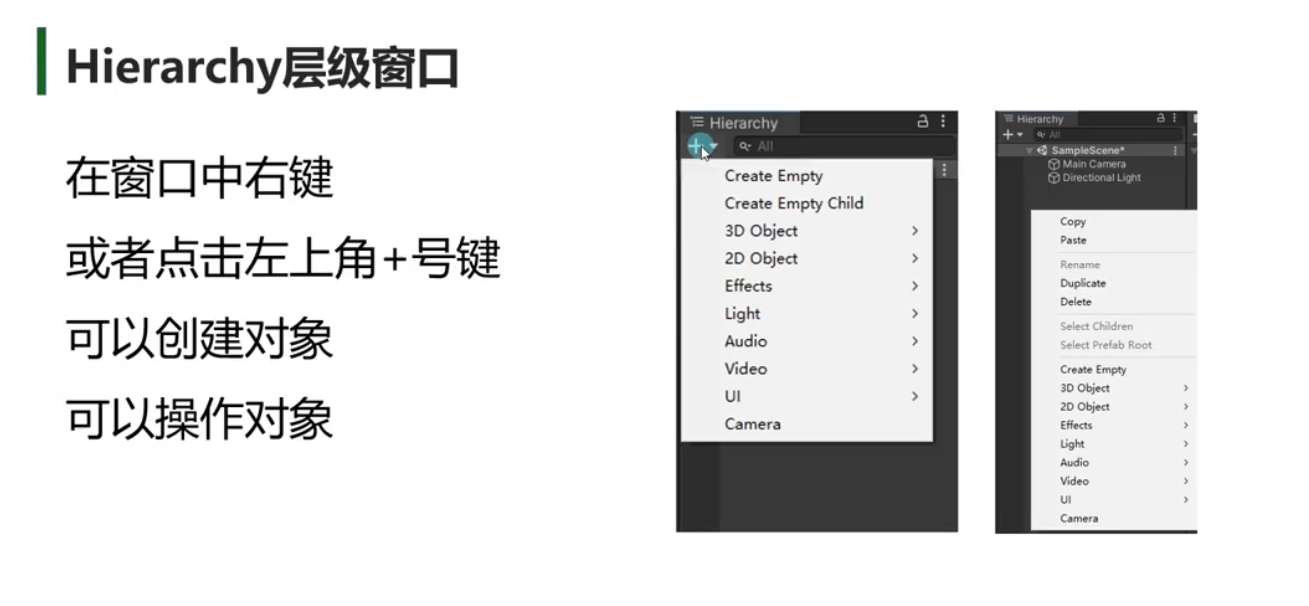 Hierarchy层级窗口
在窗口中右键
或者点击左上角+号键
可以创建对象
可以操作对象
Hierarchy
All
Create Empty
Create Empty Child
3D Object
2D Object
Effects
Light
Audio
Video
UI
Camera
Hierarchy
All
SampleScene*
Main Camera
Directional Light
Copy
Paste
Rename
Duplicate
Delete
Select Children
Select Prefab Root
Create Empty
3D Object
2D Object
Effects
Light
Audio
Video
UI
Camera